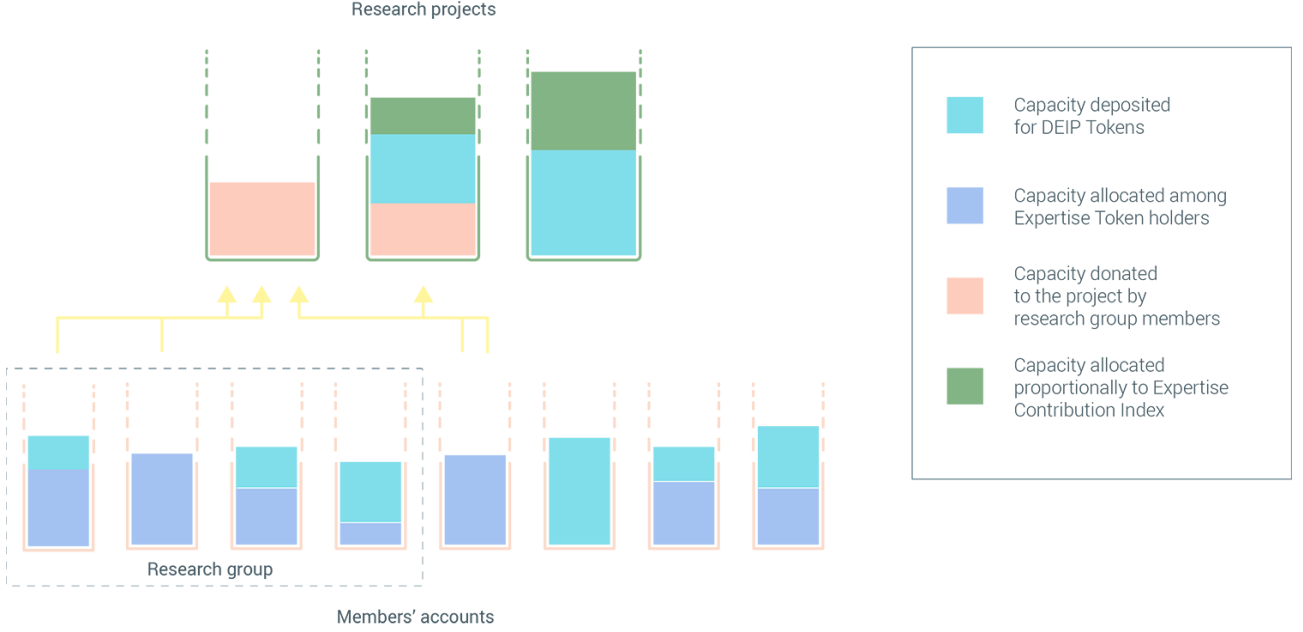 Research projects
Capacity deposited
for DEIP Tokens
Capacity allocated among
Expertise Token holders
Capacity donated
to the project by
research group members
Capacity allocated
proportionally to Expertise
Contribution Index
Research group
Members’ accounts